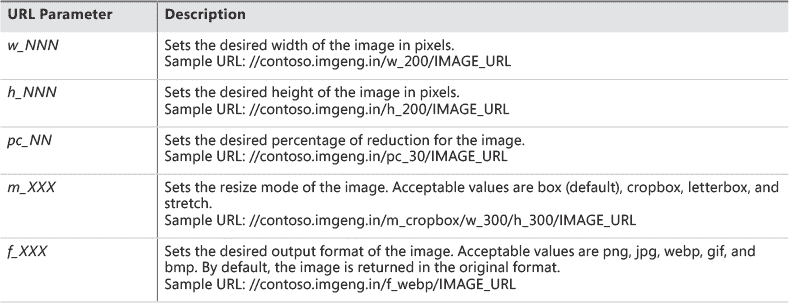 URL Parameter Description
w_NNN Sets the desired width of the image in pixels.
Sample URL: //contoso.imgeng.in/w_200/IMAGE_URL
h_NNN Sets the desired height of the image in pixels.
Sample URL: //contoso.imgeng.in/h_200/IMAGE_URL
pc_NN Sets the desired percentage of reduction for the image.
Sample URL: //contoso.imgeng.in/pc_30/IMAGE_URL
m_XXX Sets the resize mode of the image. Acceptable values are box (default), cropbox, letterbox, and
stretch.
Sample URL: //contoso.imgeng.in/m_cropbox/w_300/h_300/IMAGE_URL
f_XXX Sets the desired output format of the image. Acceptable values are png, jpg, webp, gif, and
bmp. By default, the image is returned in the original format.
Sample URL: //contoso.imgeng.in/f_webp/IMAGE_URL